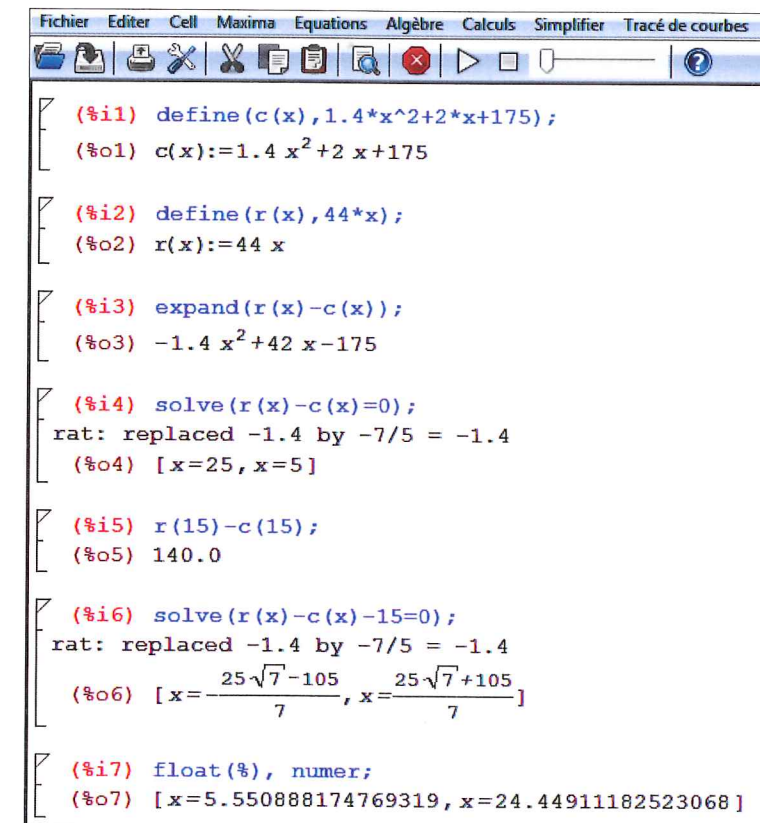 Fichier Editer Cell Maxima Equations Algèbre Calculs Simplifier Tracé de courbes
(%i1) define(c(x),1.4*x^2+2*x+175);
(%o1) c(x):=1.4 x²+2 x+175
(%i2) define(r(x),44*x);
(%o2) r(x):=44 x
(%i3) expand(r(x)-c(x));
(%o3) -1.4 x²+42 x-175
(%i4) solve(r(x)-c(x)=0);
rat: replaced -1.4 by -7/5 = -1.4
(%o4) [x=25,x=5]
(%i5) r(15)-c(15);
(%o5) 140.0
(%i6) solve(r(x)-c(x)-15=0);
rat: replaced -1.4 by -7/5 = -1.4
(%o6) [x=-(25√7-105)/7, x=(25√7+105)/7]
(%i7) float(%), numer;
(%o7) [x=5.550888174769319,x=24.44911182523068]